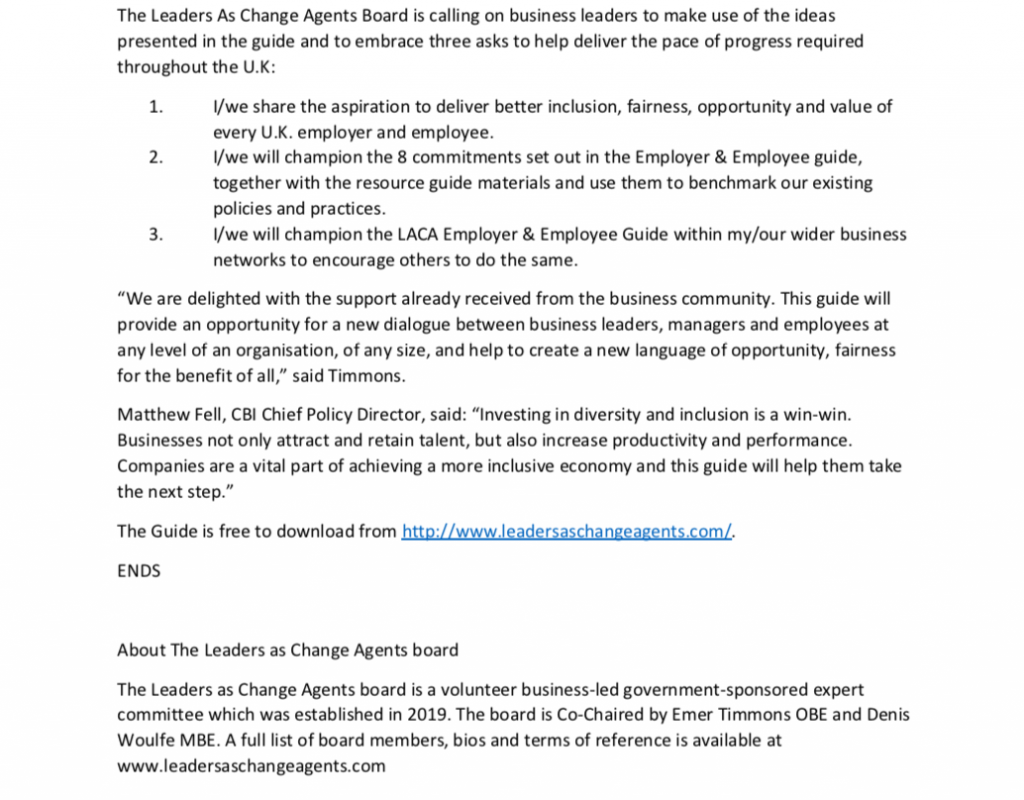 The Leaders As Change Agents Board is calling on business leaders to make use of the ideas
presented in the guide and to embrace three asks to help deliver the pace of progress required
throughout the U.K:
1. I/we share the aspiration to deliver better inclusion, fairness, opportunity and value of
every U.K. employer and employee.
2. I/we will champion the 8 commitments set out in the Employer & Employee guide,
together with the resource guide materials and use them to benchmark our existing
policies and practices.
3. I/we will champion the LACA Employer & Employee Guide within my/our wider business
networks to encourage others to do the same.
“We are delighted with the support already received from the business community. This guide will
provide an opportunity for a new dialogue between business leaders, managers and employees at
any level of an organisation, of any size, and help to create a new language of opportunity, fairness
for the benefit of all,” said Timmons.
Matthew Fell, CBI Chief Policy Director, said: “Investing in diversity and inclusion is a win-win.
Businesses not only attract and retain talent, but also increase productivity and performance.
Companies are a vital part of achieving a more inclusive economy and this guide will help them take
the next step.”
The Guide is free to download from http://www.leadersaschangeagents.com/.
ENDS
About The Leaders as Change Agents board
The Leaders as Change Agents board is a volunteer business-led government-sponsored expert
committee which was established in 2019. The board is Co-Chaired by Emer Timmons OBE and Denis
Woulfe MBE. A full list of board members, bios and terms of reference is available at
www.leadersaschangeagents.com